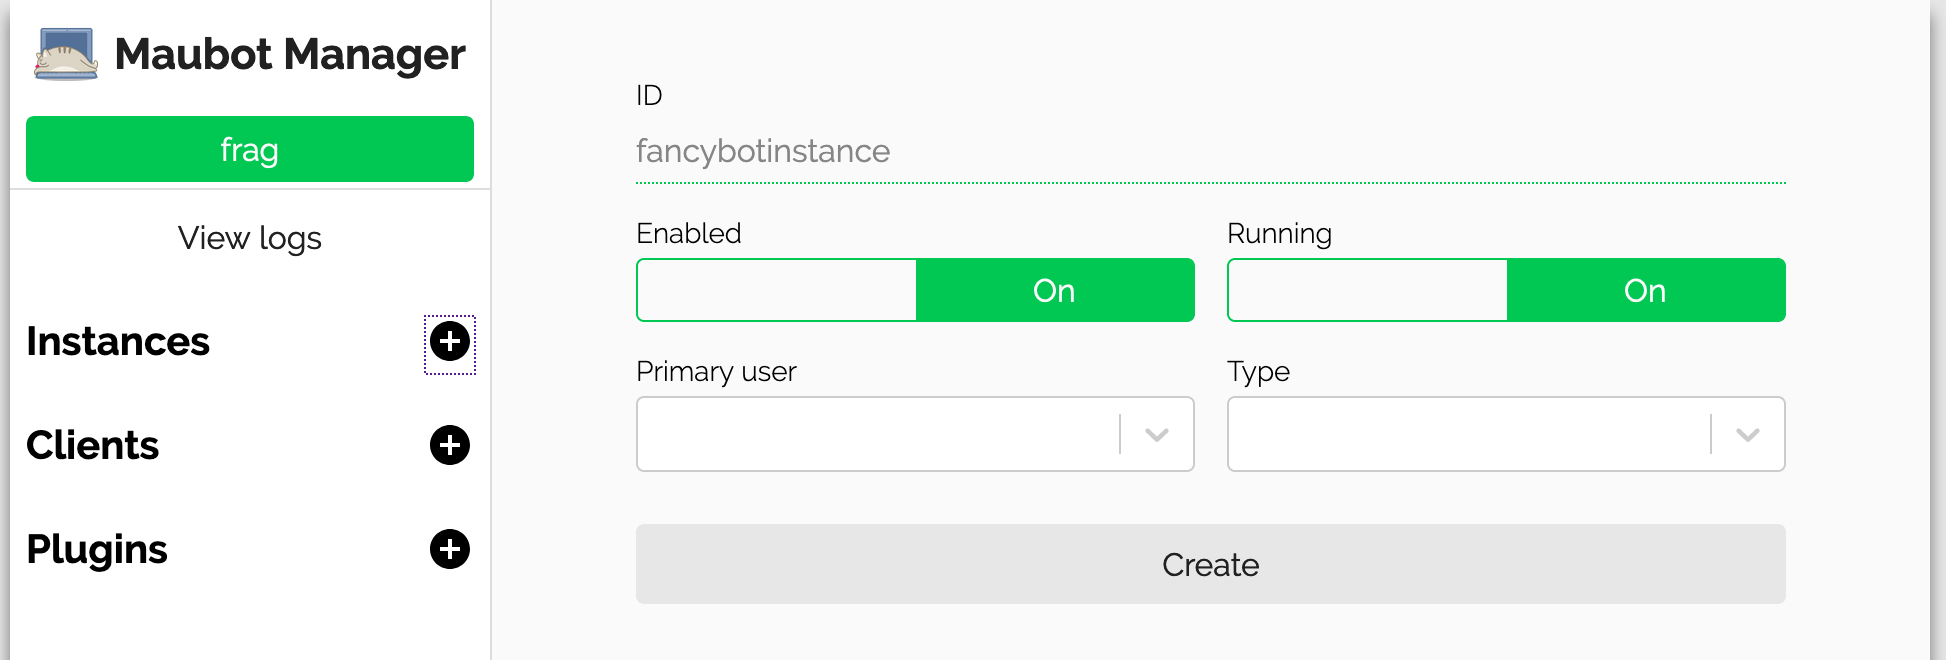 Maubot Manager
frag
View logs
Instances
Clients
Plugins
ID
fancybotinstance
Enabled
Running
On
On
Primary user
Type
Create